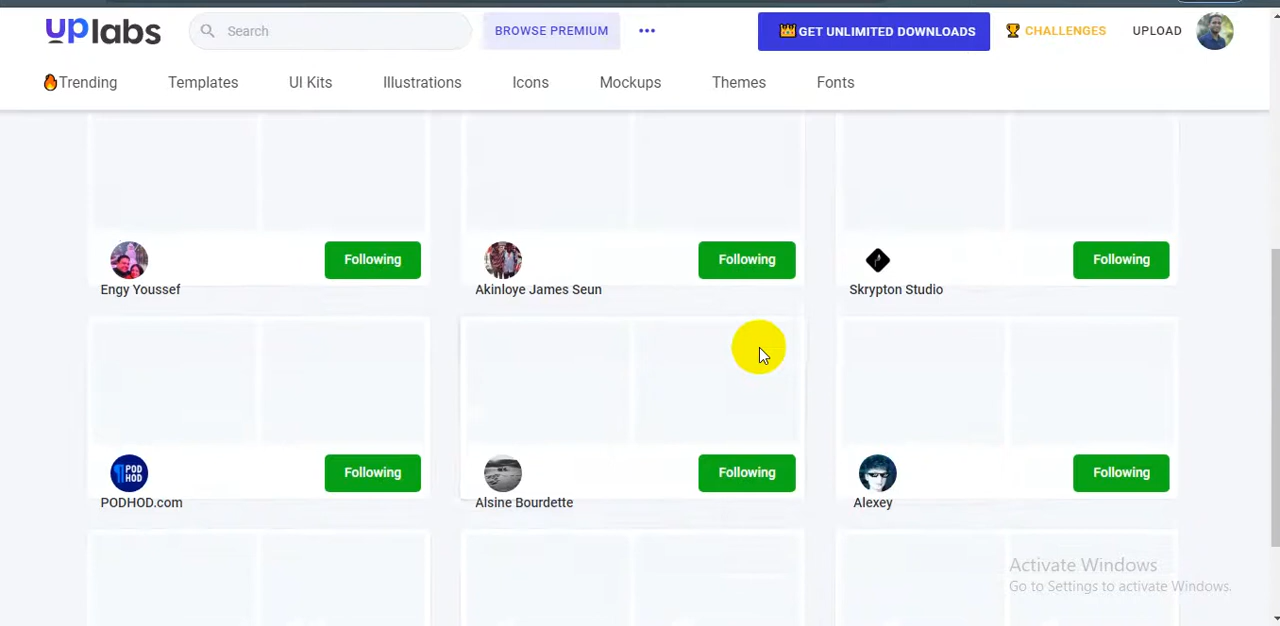 uplabs
Search
BROWSE PREMIUM
GET UNLIMITED DOWNLOADS
CHALLENGES
UPLOAD
Trending
Templates
UI Kits
Illustrations
Icons
Mockups
Themes
Fonts
Following
Engy Youssef
Following
Akinloye James Seun
Following
Skrypton Studio
POD
HOD
Following
PODHOD.com
Following
Alsine Bourdette
Following
Alexey
Activate Windows
Go to Settings to activate Windows.